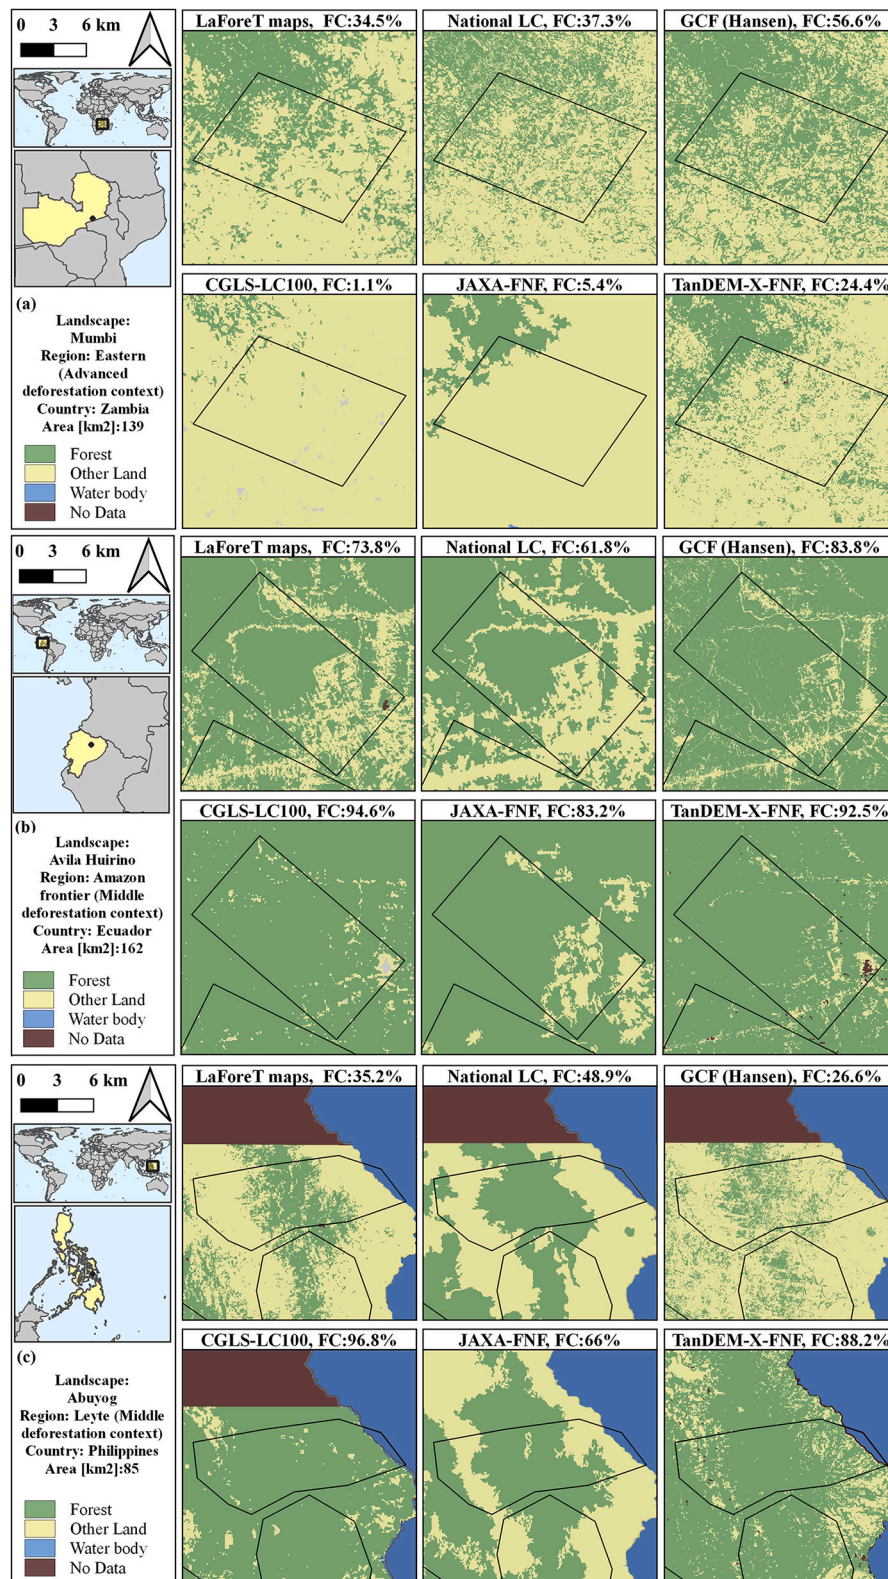 0 3 6 km
LaForeT maps, FC:34.5%
National LC, FC:37.3%
GCF (Hansen), FC:56.6%
CGLS-LC100, FC:1.1%
JAXA-FNF, FC:5.4%
TanDEM-X-FNF, FC:24.4%
(a)
Landscape:
Mumbi
Region: Eastern
(Advanced
deforestation context)
Country: Zambia
Area [km2]:139
Forest
Other Land
Water body
No Data
0 3 6 km
LaForeT maps, FC:73.8%
National LC, FC:61.8%
GCF (Hansen), FC:83.8%
CGLS-LC100, FC:94.6%
JAXA-FNF, FC:83.2%
TanDEM-X-FNF, FC:92.5%
(b)
Landscape:
Avila Huirino
Region: Amazon
frontier (Middle
deforestation context)
Country: Ecuador
Area [km2]:162
Forest
Other Land
Water body
No Data
0 3 6 km
LaForeT maps, FC:35.2%
National LC, FC:48.9%
GCF (Hansen), FC:26.6%
CGLS-LC100, FC:96.8%
JAXA-FNF, FC:66%
TanDEM-X-FNF, FC:88.2%
(c)
Landscape:
Abuyog
Region: Leyte (Middle
deforestation context)
Country: Philippines
Area [km2]:85
Forest
Other Land
Water body
No Data